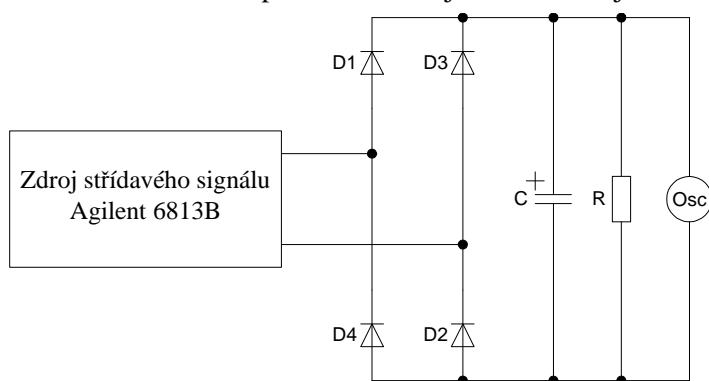 D1
D3
Zdroj střídavého signálu
Agilent 6813B
C
R
Osc
D4
D2